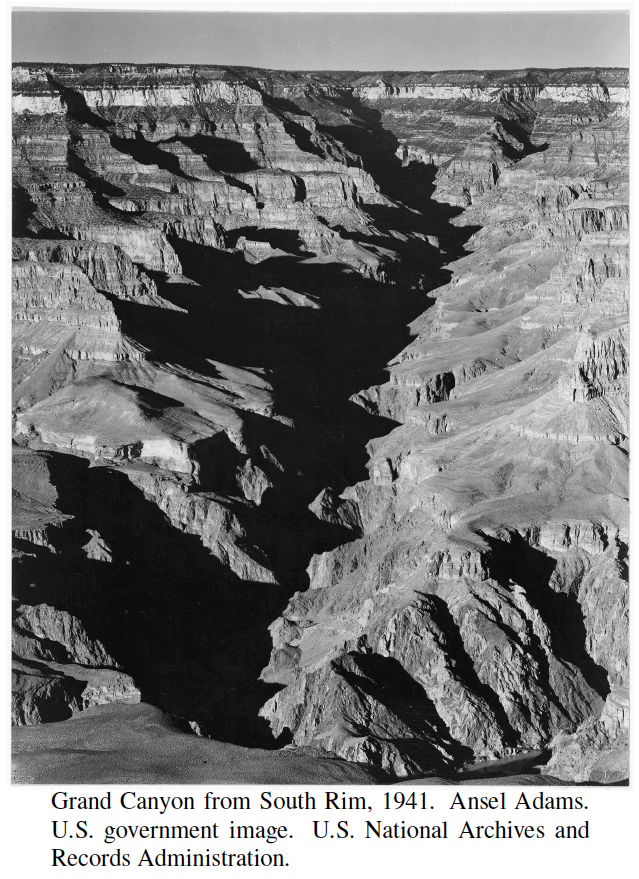 Grand Canyon from South Rim, 1941. Ansel Adams.
U.S. government image. U.S. National Archives and
Records Administration.